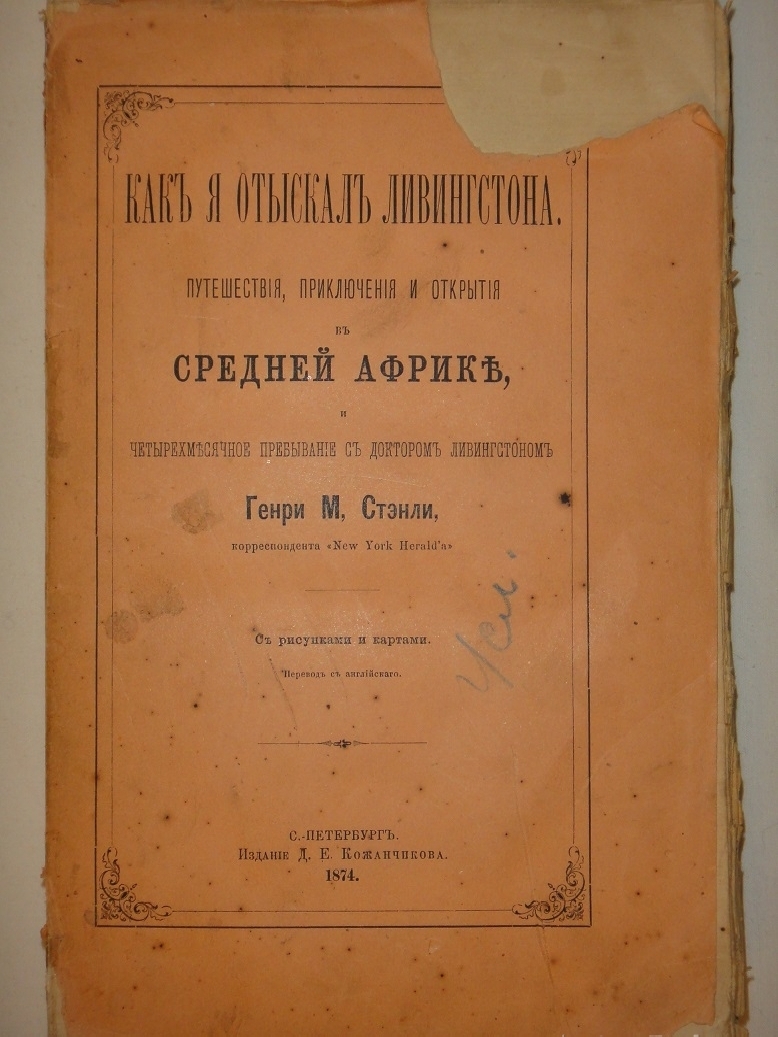 КАКЪ Я ОТЫСКАЛЪ ЛИВИНГСТОНА.
ПУТЕШЕСТВІЯ, ПРИКЛЮЧЕНІЯ И ОТКРЫТІЯ
ВЪ
СРЕДНЕЙ АФРИКѢ,
и
ЧЕТЫРЕХМѢСЯЧНОЕ ПРЕБЫВАНІЕ СЪ ДОКТОРОМЪ ЛИВИНГСТОНОМЪ
Генри М, Стэнли,
корреспондента «New York Herald'a»
Съ рисунками и картами.
Переводъ съ англійскаго.
С.-ПЕТЕРБУРГЪ.
Изданіе Д. Е. Кожанчикова.
1874.